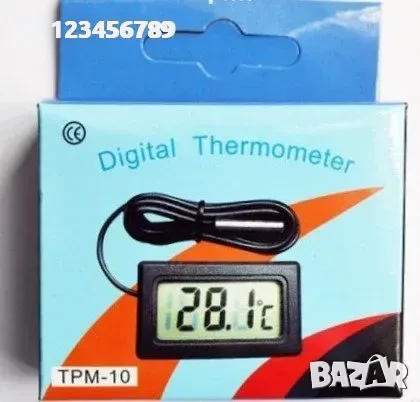 123456789
CE
Digital Thermometer
28.1°c
TPM-10
BAZAR